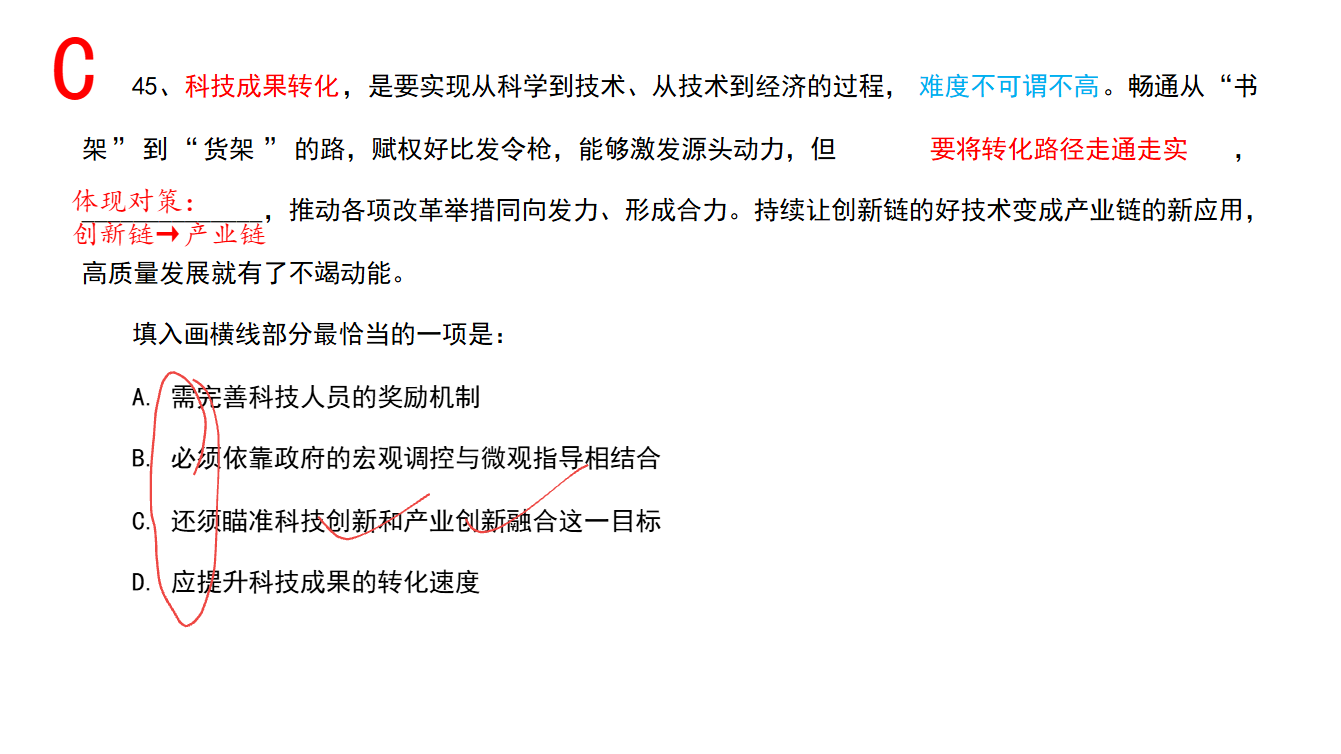 C
45、科技成果转化，是要实现从科学到技术、从技术到经济的过程，难度不可谓不高。畅通从“书
架”到“货架”的路，赋权好比发令枪，能够激发源头动力，但 要将转化路径走通走实 ，
体现对策：
______________，推动各项改革举措同向发力、形成合力。持续让创新链的好技术变成产业链的新应用，
创新链→产业链
高质量发展就有了不竭动能。
填入画横线部分最恰当的一项是：
A. 需完善科技人员的奖励机制
B. 必须依靠政府的宏观调控与微观指导相结合
C. 还须瞄准科技创新和产业创新融合这一目标
D. 应提升科技成果的转化速度